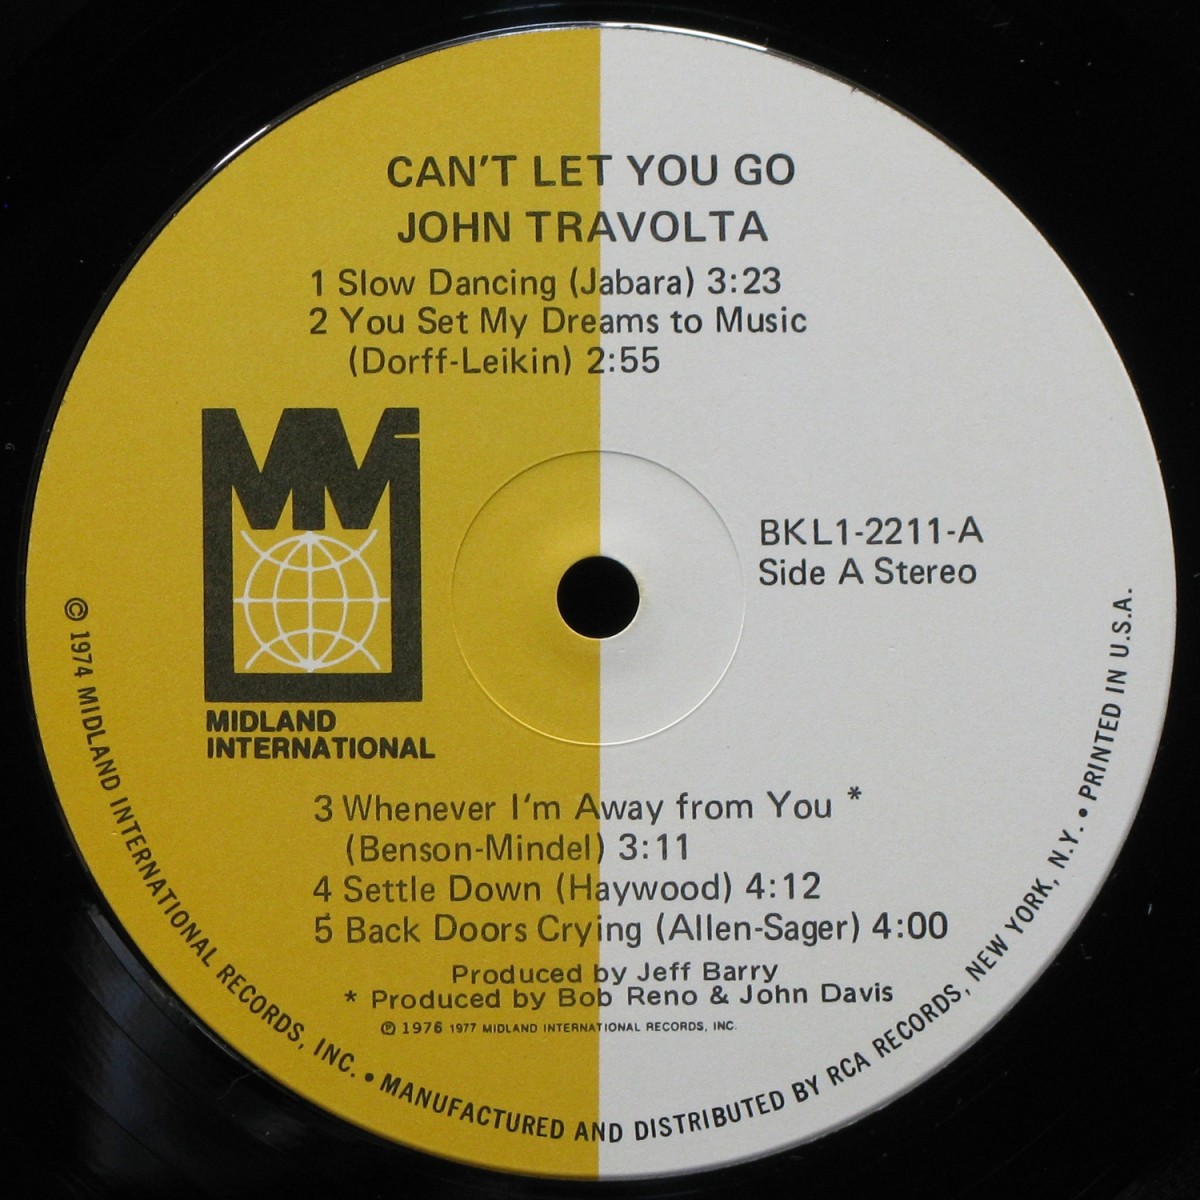 CAN'T LET YOU GO
JOHN TRAVOLTA
1 Slow Dancing (Jabara) 3:23
2 You Set My Dreams to Music
(Dorff-Leikin) 2:55
MIDLAND
INTERNATIONAL
BKL1-2211-A
Side A Stereo
3 Whenever I'm Away from You *
(Benson-Mindel) 3:11
4 Settle Down (Haywood) 4:12
5 Back Doors Crying (Allen-Sager) 4:00
Produced by Jeff Barry
* Produced by Bob Reno & John Davis
℗ 1976 1977 MIDLAND INTERNATIONAL RECORDS, INC.
© 1974 MIDLAND INTERNATIONAL RECORDS, INC. • MANUFACTURED AND DISTRIBUTED BY RCA RECORDS, NEW YORK, N.Y. • PRINTED IN U.S.A.